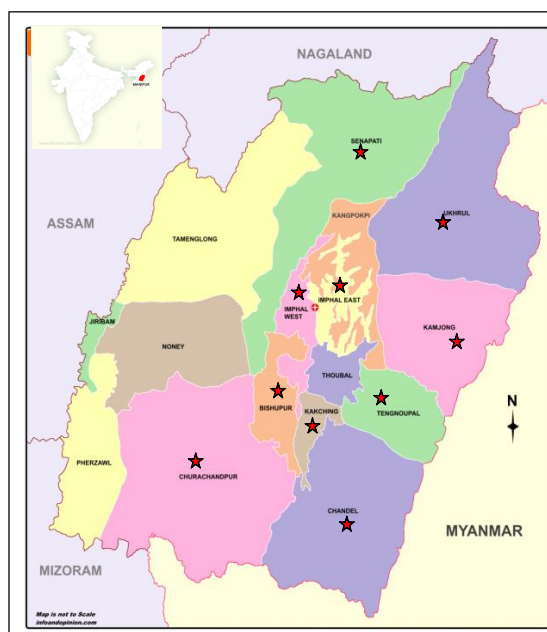 NAGALAND
MANIPUR
SENAPATI
ASSAM
KANGPOKPI
UKHRUL
TAMENGLONG
IMPHAL EAST
IMPHAL
WEST
JIRIBAM
NONEY
KAMJONG
THOUBAL
BISHUPUR
KAKCHING
TENGNOUPAL
N
PHERZAWL
CHURACHANDPUR
CHANDEL
MYANMAR
MIZORAM
Map is not to Scale
infoandopinion.com